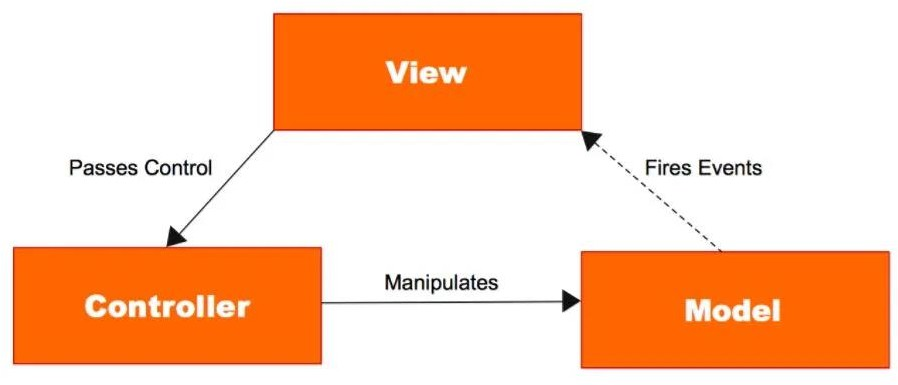 View
Passes Control
Fires Events
Manipulates
Controller
Model